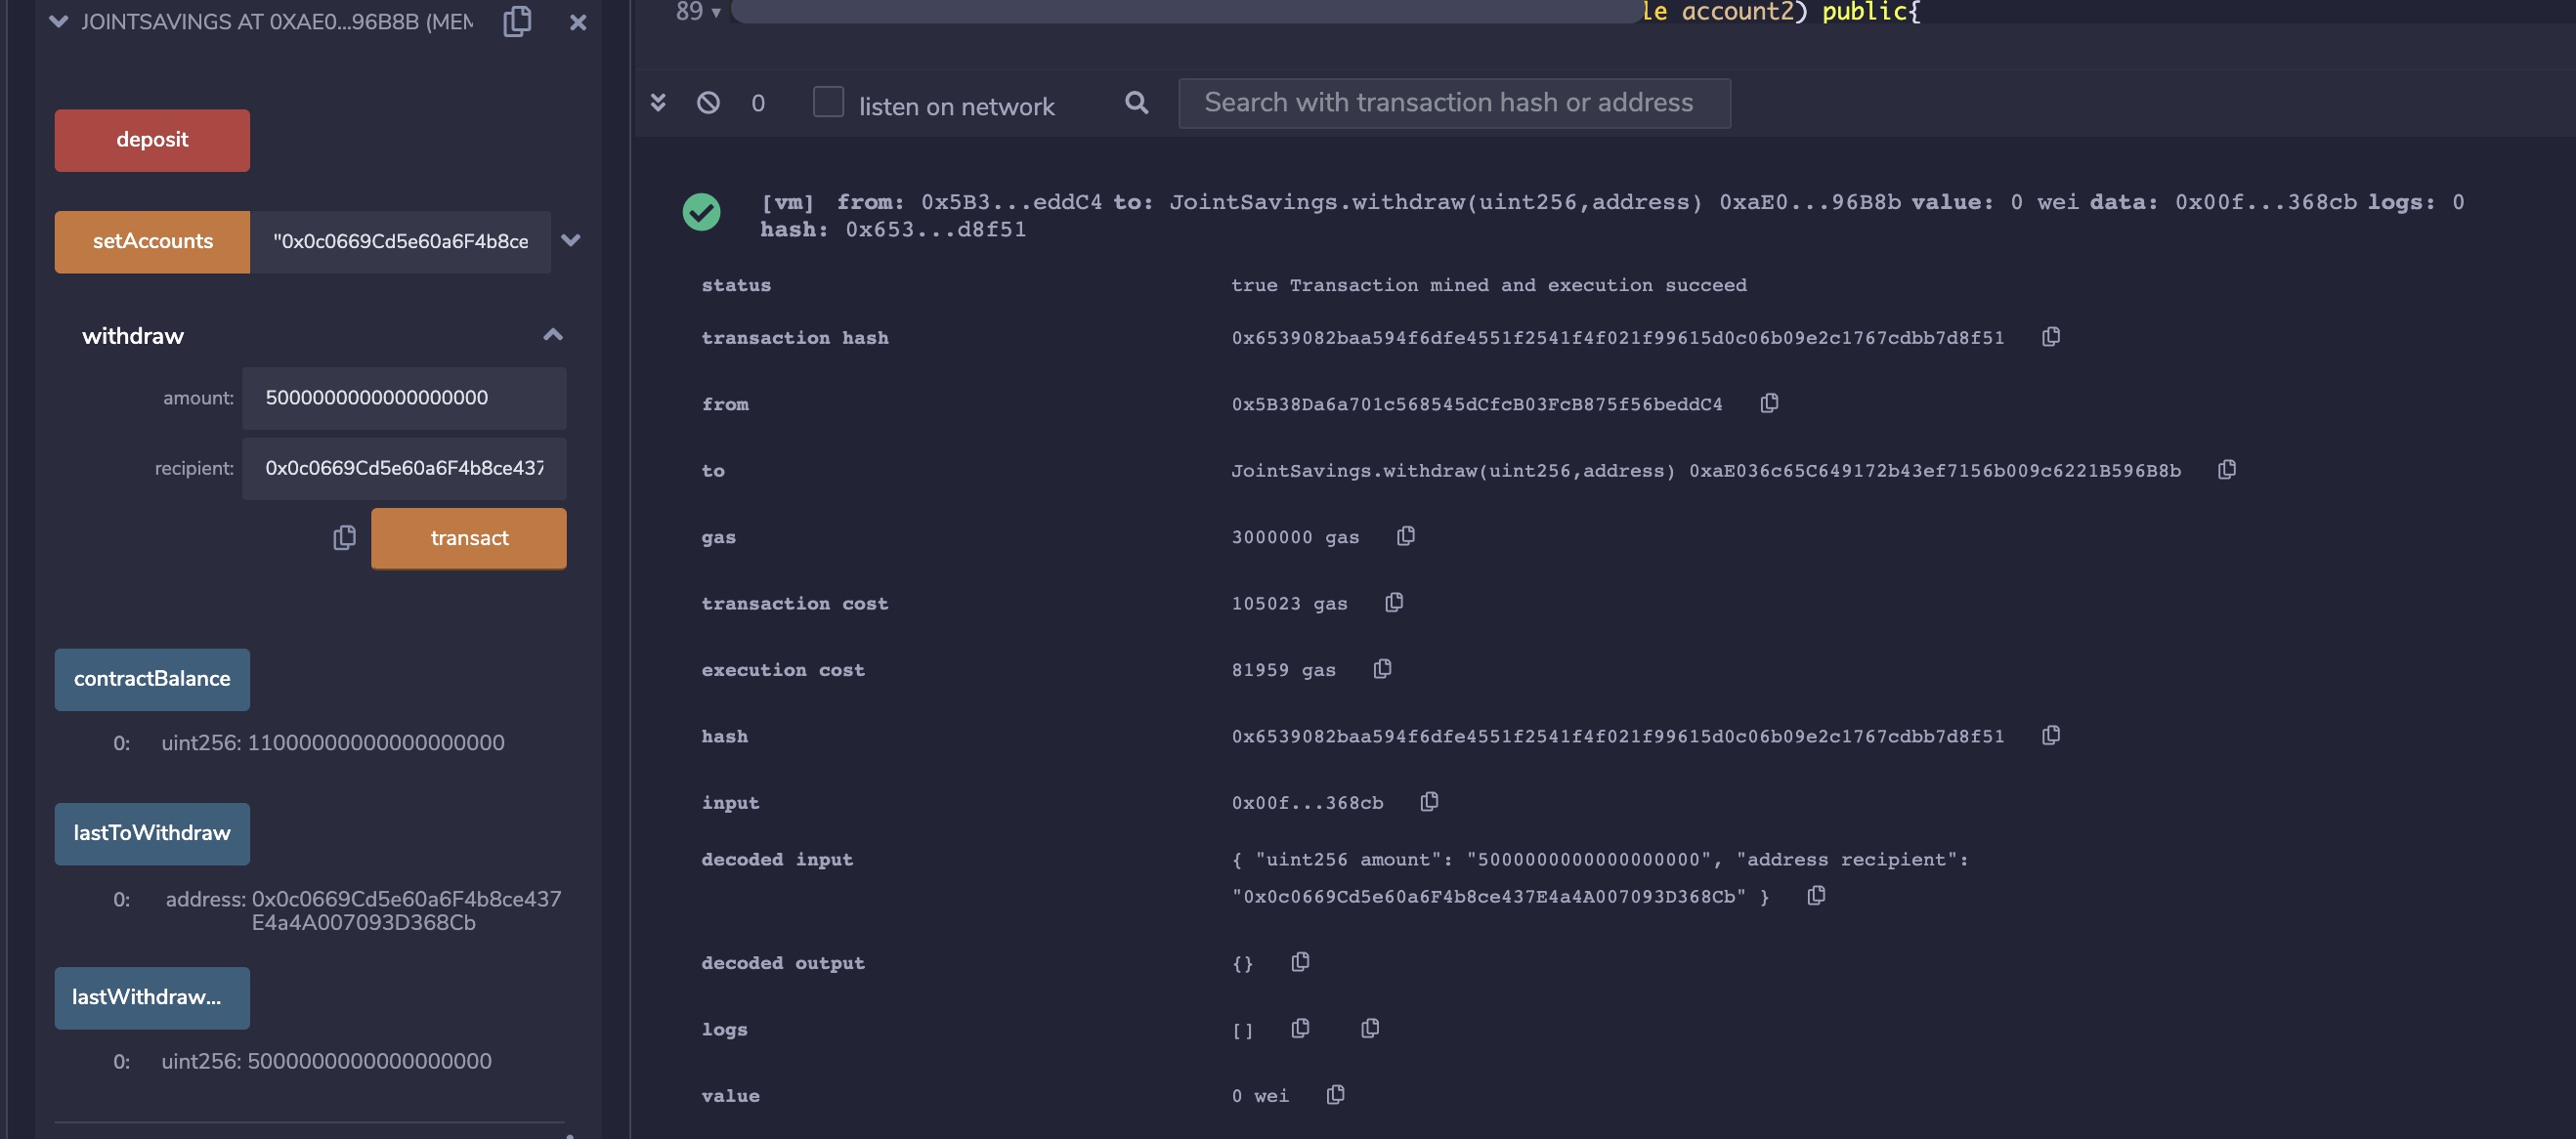 JOINTSAVINGS AT 0XAE0...96B8B (MEM
deposit
setAccounts "0x0c0669Cd5e60a6F4b8ce
withdraw
amount: 5000000000000000000
recipient: 0x0c0669Cd5e60a6F4b8ce437
transact
contractBalance
0: uint256: 11000000000000000000
lastToWithdraw
0: address: 0x0c0669Cd5e60a6F4b8ce437
E4a4A007093D368Cb
lastWithdraw...
0: uint256: 5000000000000000000
89 le account2) public{
0 listen on network Search with transaction hash or address
[vm] from: 0x5B3...eddC4 to: JointSavings.withdraw(uint256,address) 0xaE0...96B8b value: 0 wei data: 0x00f...368cb logs: 0
hash: 0x653...d8f51
status true Transaction mined and execution succeed
transaction hash 0x6539082baa594f6dfe4551f2541f4f021f99615d0c06b09e2c1767cdbb7d8f51
from 0x5B38Da6a701c568545dCfcB03FcB875f56beddC4
to JointSavings.withdraw(uint256,address) 0xaE036c65C649172b43ef7156b009c6221B596B8b
gas 3000000 gas
transaction cost 105023 gas
execution cost 81959 gas
hash 0x6539082baa594f6dfe4551f2541f4f021f99615d0c06b09e2c1767cdbb7d8f51
input 0x00f...368cb
decoded input { "uint256 amount": "5000000000000000000", "address recipient":
"0x0c0669Cd5e60a6F4b8ce437E4a4A007093D368Cb" }
decoded output {}
logs []
value 0 wei